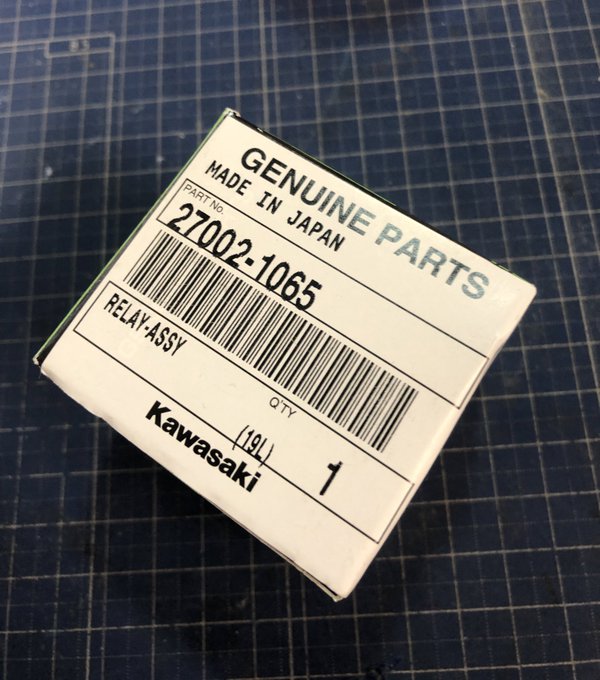 GENUINE PARTS
MADE IN JAPAN
PART No.
27002-1065
RELAY-ASSY
Q'TY
(19L)
1
Kawasaki